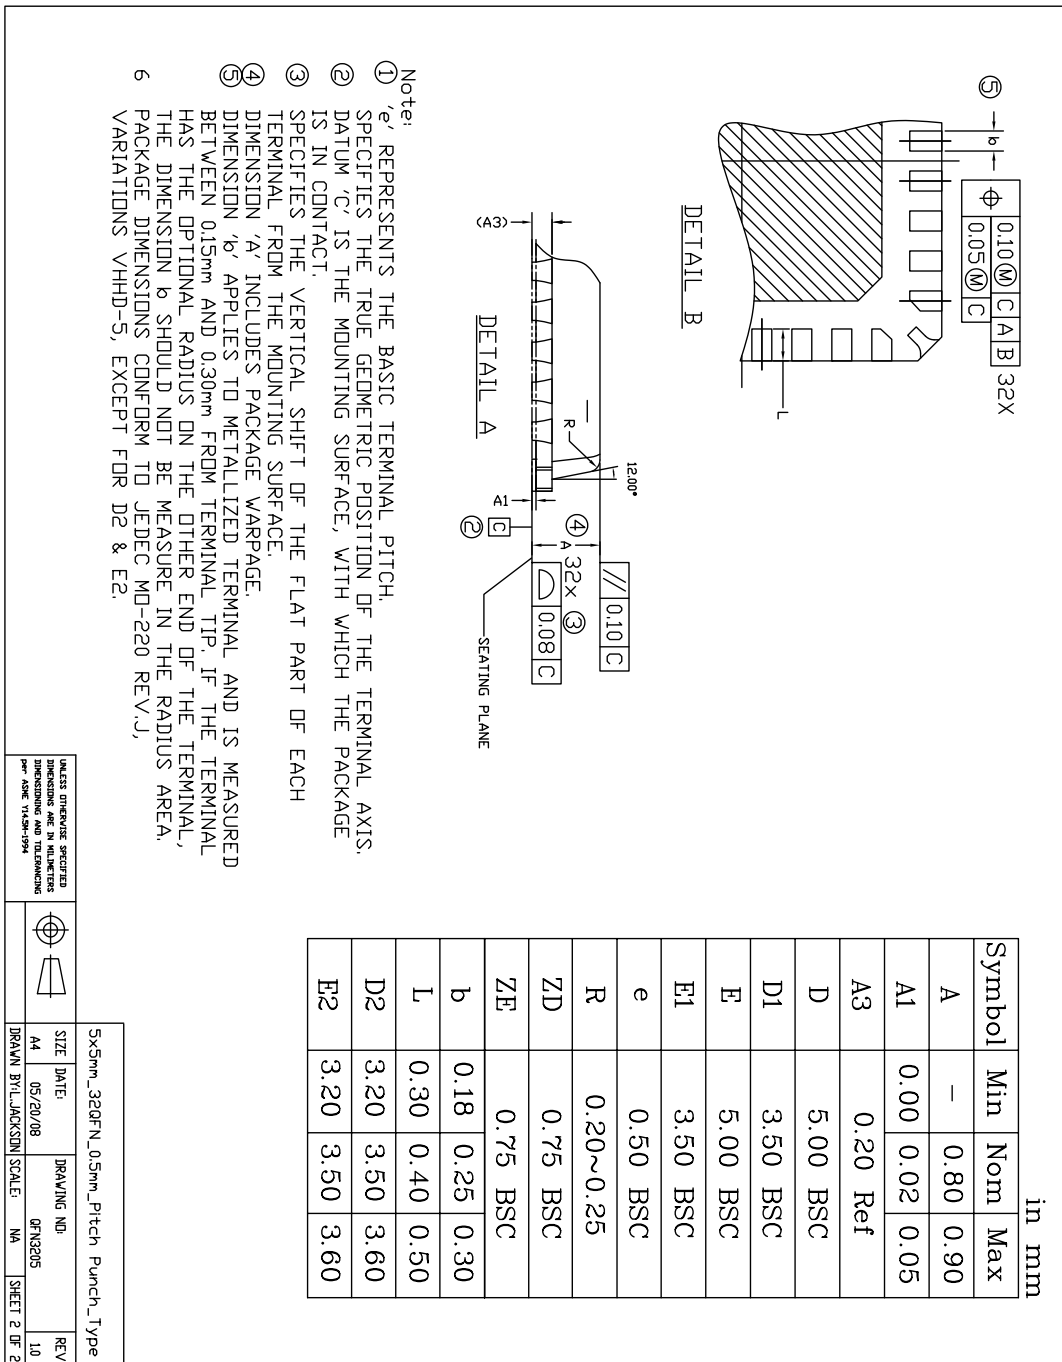 in mm
Symbol Min Nom Max
A – 0.80 0.90
A1 0.00 0.02 0.05
A3 0.20 Ref
D 5.00 BSC
D1 3.50 BSC
E 5.00 BSC
E1 3.50 BSC
e 0.50 BSC
R 0.20~0.25
ZD 0.75 BSC
ZE 0.75 BSC
b 0.18 0.25 0.30
L 0.30 0.40 0.50
D2 3.20 3.50 3.60
E2 3.20 3.50 3.60
5
b
0.10 M C A B 32X
0.05 M C
L
DETAIL B
12.00°
R
(A3)
A1
4
A
// 0.10 C
32x 3
0.08 C
C
2
SEATING PLANE
DETAIL A
Note:
1 'e' REPRESENTS THE BASIC TERMINAL PITCH.
SPECIFIES THE TRUE GEOMETRIC POSITION OF THE TERMINAL AXIS.
2 DATUM 'C' IS THE MOUNTING SURFACE, WITH WHICH THE PACKAGE
IS IN CONTACT.
3 SPECIFIES THE VERTICAL SHIFT OF THE FLAT PART OF EACH
TERMINAL FROM THE MOUNTING SURFACE.
4 DIMENSION 'A' INCLUDES PACKAGE WARPAGE.
5 DIMENSION 'b' APPLIES TO METALLIZED TERMINAL AND IS MEASURED
BETWEEN 0.15mm AND 0.30mm FROM TERMINAL TIP. IF THE TERMINAL
HAS THE OPTIONAL RADIUS ON THE OTHER END OF THE TERMINAL,
THE DIMENSION b SHOULD NOT BE MEASURE IN THE RADIUS AREA.
6 PACKAGE DIMENSIONS CONFORM TO JEDEC MO-220 REV.J,
VARIATIONS VHHD-5, EXCEPT FOR D2 & E2.
UNLESS OTHERWISE SPECIFIED
DIMENSIONS ARE IN MILIMETERS
DIMENSIONING AND TOLERANCING
per ASME Y14.5M-1994
5x5mm_32QFN_0.5mm_Pitch Punch_Type
SIZE DATE: DRAWING NO: REV
A4 05/20/08 QFN3205 1.0
DRAWN BY:L.JACKSON SCALE: NA SHEET 2 OF 2